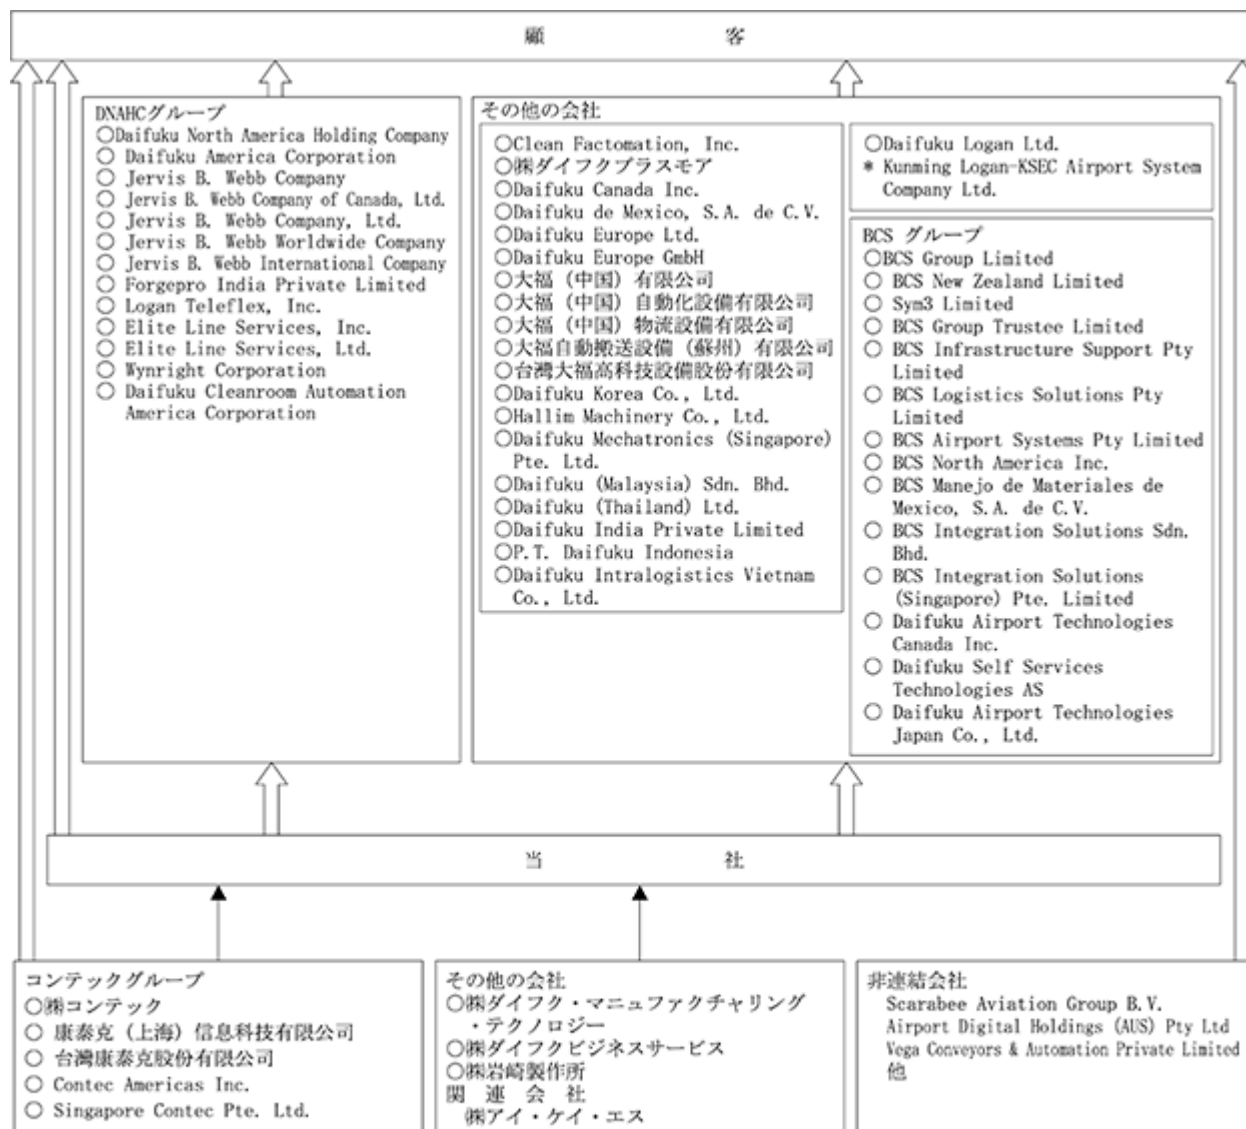 顧 客
DNAHCグループ
○Daifuku North America Holding Company
○ Daifuku America Corporation
○ Jervis B. Webb Company
○ Jervis B. Webb Company of Canada, Ltd.
○ Jervis B. Webb Company, Ltd.
○ Jervis B. Webb Worldwide Company
○ Jervis B. Webb International Company
○ Forgepro India Private Limited
○ Logan Teleflex, Inc.
○ Elite Line Services, Inc.
○ Elite Line Services, Ltd.
○ Wynright Corporation
○ Daifuku Cleanroom Automation
America Corporation
その他の会社
○Clean Factomation, Inc.
○㈱ダイフクプラスモア
○Daifuku Canada Inc.
○Daifuku de Mexico, S.A. de C.V.
○Daifuku Europe Ltd.
○Daifuku Europe GmbH
○大福（中国）有限公司
○大福（中国）自動化設備有限公司
○大福（中国）物流設備有限公司
○大福自動搬送設備（蘇州）有限公司
○台灣大福高科技設備股份有限公司
○Daifuku Korea Co., Ltd.
○Hallim Machinery Co., Ltd.
○Daifuku Mechatronics (Singapore)
Pte. Ltd.
○Daifuku (Malaysia) Sdn. Bhd.
○Daifuku (Thailand) Ltd.
○Daifuku India Private Limited
○P.T. Daifuku Indonesia
○Daifuku Intralogistics Vietnam
Co., Ltd.
○Daifuku Logan Ltd.
* Kunming Logan-KSEC Airport System
Company Ltd.
BCS グループ
○BCS Group Limited
○ BCS New Zealand Limited
○ Sym3 Limited
○ BCS Group Trustee Limited
○ BCS Infrastructure Support Pty
Limited
○ BCS Logistics Solutions Pty
Limited
○ BCS Airport Systems Pty Limited
○ BCS North America Inc.
○ BCS Manejo de Materiales de
Mexico, S.A. de C.V.
○ BCS Integration Solutions Sdn.
Bhd.
○ BCS Integration Solutions
(Singapore) Pte. Limited
○ Daifuku Airport Technologies
Canada Inc.
○ Daifuku Self Services
Technologies AS
○ Daifuku Airport Technologies
Japan Co., Ltd.
当 社
コンテックグループ
○㈱コンテック
○ 康泰克（上海）信息科技有限公司
○ 台灣康泰克股份有限公司
○ Contec Americas Inc.
○ Singapore Contec Pte. Ltd.
その他の会社
○㈱ダイフク・マニュファクチャリング
・テクノロジー
○㈱ダイフクビジネスサービス
○㈱岩崎製作所
関 連 会 社
㈱アイ・ケイ・エス
非連結会社
Scarabee Aviation Group B.V.
Airport Digital Holdings (AUS) Pty Ltd
Vega Conveyors & Automation Private Limited
他